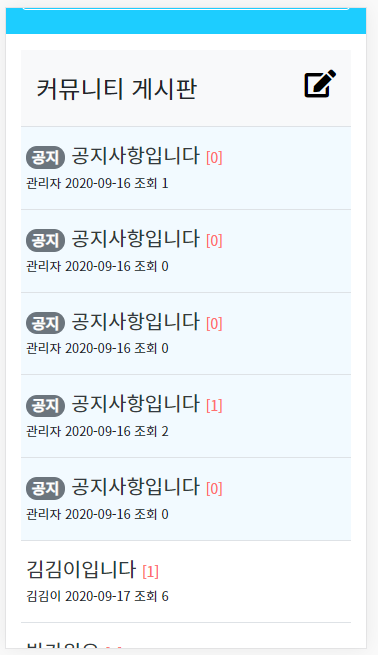 커뮤니티 게시판
공지 공지사항입니다 [0]
관리자 2020-09-16 조회 1
공지 공지사항입니다 [0]
관리자 2020-09-16 조회 0
공지 공지사항입니다 [0]
관리자 2020-09-16 조회 0
공지 공지사항입니다 [1]
관리자 2020-09-16 조회 2
공지 공지사항입니다 [0]
관리자 2020-09-16 조회 0
김김이입니다 [1]
김김이 2020-09-17 조회 6